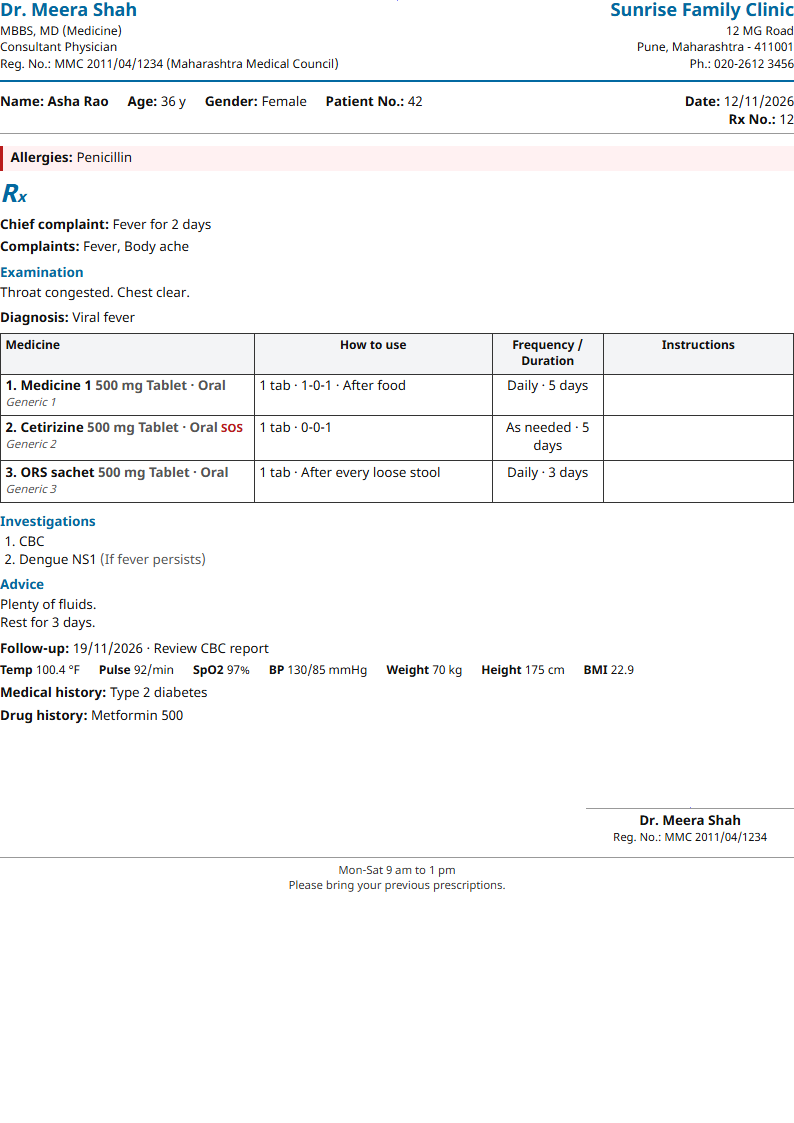 Dr. Meera Shah
MBBS, MD (Medicine)
Consultant Physician
Reg. No.: MMC 2011/04/1234 (Maharashtra Medical Council)
Sunrise Family Clinic
12 MG Road
Pune, Maharashtra - 411001
Ph.: 020-2612 3456
Name: Asha Rao Age: 36 y Gender: Female Patient No.: 42
Date: 12/11/2026
Rx No.: 12
Allergies: Penicillin
Rx
Chief complaint: Fever for 2 days
Complaints: Fever, Body ache
Examination
Throat congested. Chest clear.
Diagnosis: Viral fever
Medicine How to use Frequency / Duration Instructions
1. Medicine 1 500 mg Tablet · Oral 1 tab · 1-0-1 · After food Daily · 5 days
Generic 1
2. Cetirizine 500 mg Tablet · Oral SOS 1 tab · 0-0-1 As needed · 5 days
Generic 2
3. ORS sachet 500 mg Tablet · Oral 1 tab · After every loose stool Daily · 3 days
Generic 3
Investigations
1. CBC
2. Dengue NS1 (If fever persists)
Advice
Plenty of fluids.
Rest for 3 days.
Follow-up: 19/11/2026 · Review CBC report
Temp 100.4 °F Pulse 92/min SpO2 97% BP 130/85 mmHg Weight 70 kg Height 175 cm BMI 22.9
Medical history: Type 2 diabetes
Drug history: Metformin 500
Dr. Meera Shah
Reg. No.: MMC 2011/04/1234
Mon-Sat 9 am to 1 pm
Please bring your previous prescriptions.